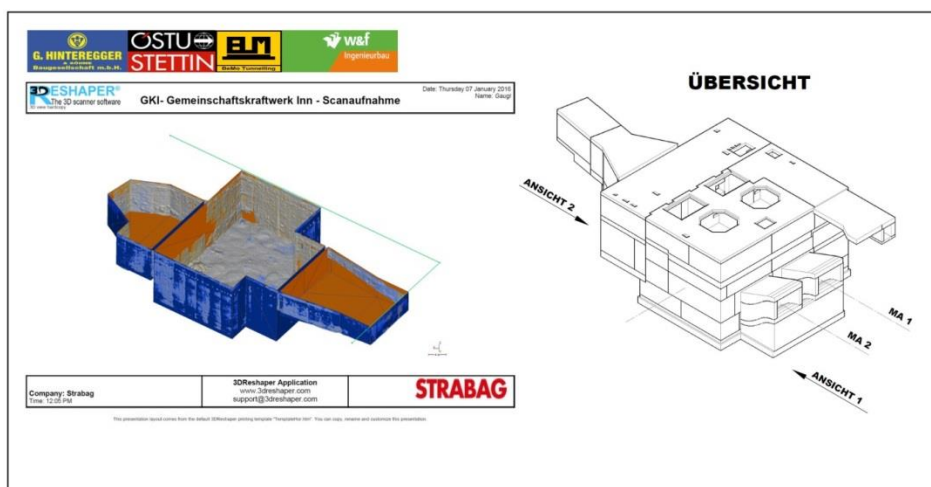 G. HINTEREGGER
& SÖHNE
Baugesellschaft m.b.H.
ÖSTU
STETTIN
BeMo Tunnelling
w&f
Ingenieurbau
3DRESHAPER®
The 3D scanner software
GKI- Gemeinschaftskraftwerk Inn - Scanaufnahme
Date: Thursday 07 January 2016
Name: Gaugl
Company: Strabag
Time: 12:05 PM
3DReshaper Application
www.3dreshaper.com
support@3dreshaper.com
STRABAG
ÜBERSICHT
ANSICHT 2
MA 1
MA 2
ANSICHT 1